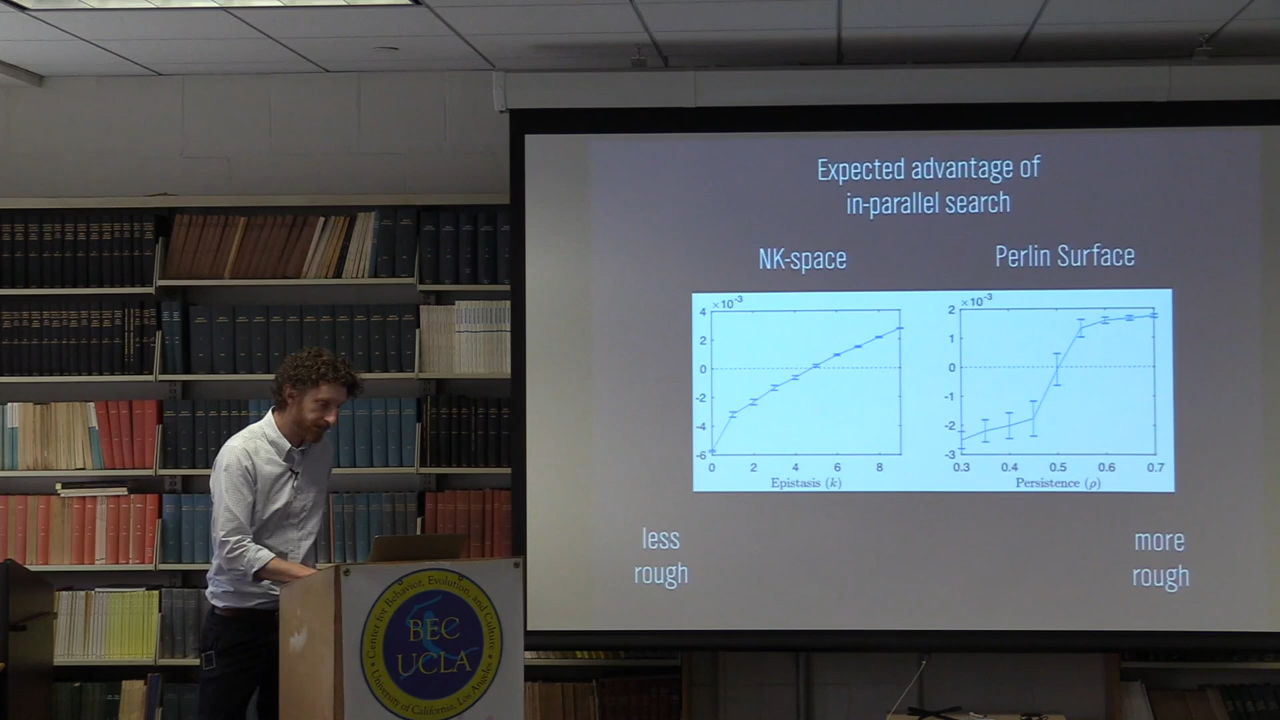 Expected advantage of
in-parallel search
NK-space
Perlin Surface
×10⁻³
4
2
0
-2
-4
-6
0 2 4 6 8
Epistasis (k)
×10⁻³
2
1
0
-1
-2
-3
0.3 0.4 0.5 0.6 0.7
Persistence (ρ)
less
rough
more
rough
Center for Behavior, Evolution, and Culture
BEC
UCLA
University of California, Los Angeles